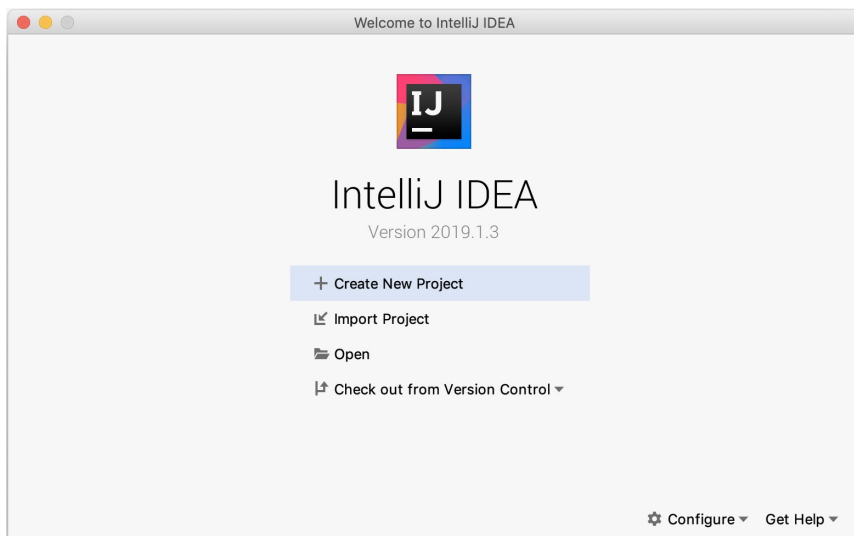 Welcome to IntelliJ IDEA
IJ
IntelliJ IDEA
Version 2019.1.3
Create New Project
Import Project
Open
Check out from Version Control
Configure Get Help